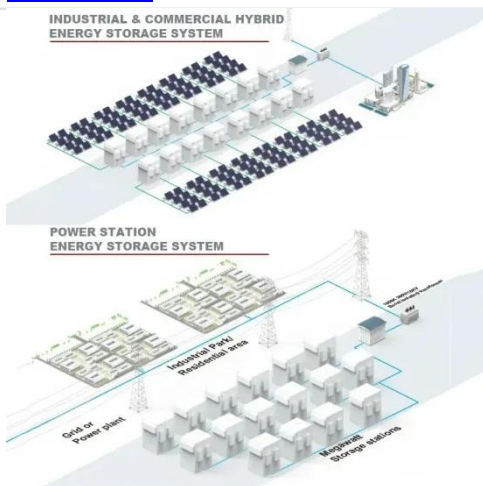 INDUSTRIAL & COMMERCIAL HYBRID
ENERGY STORAGE SYSTEM
POWER STATION
ENERGY STORAGE SYSTEM
Industrial Park/
Residential area
Grid or
Power plant
Megawatt
Storage stations